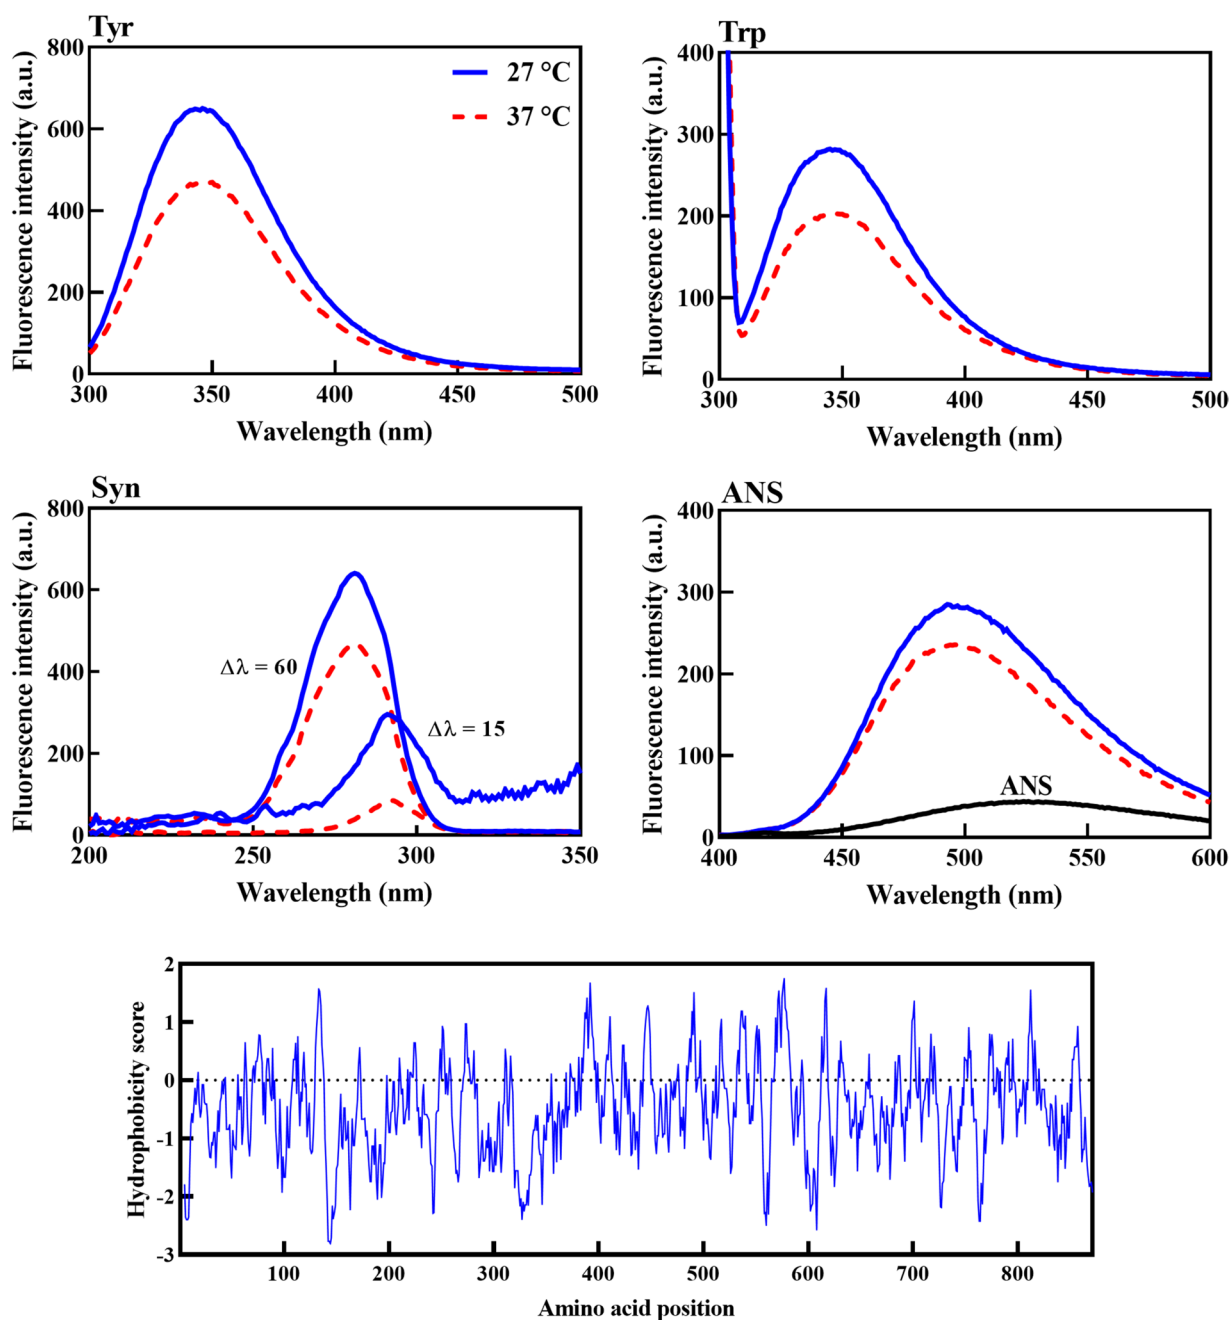 Tyr
Fluorescence intensity (a.u.)
800
600
400
200
0
300
350
400
450
500
Wavelength (nm)
27 °C
37 °C
Trp
Fluorescence intensity (a.u.)
400
300
200
100
0
300
350
400
450
500
Wavelength (nm)
Syn
Fluorescence intensity (a.u.)
800
600
400
200
0
200
250
300
350
Wavelength (nm)
Δλ = 60
Δλ = 15
ANS
Fluorescence intensity (a.u.)
400
300
200
100
0
400
450
500
550
600
Wavelength (nm)
ANS
Hydrophobicity score
2
1
0
-1
-2
-3
100
200
300
400
500
600
700
800
Amino acid position